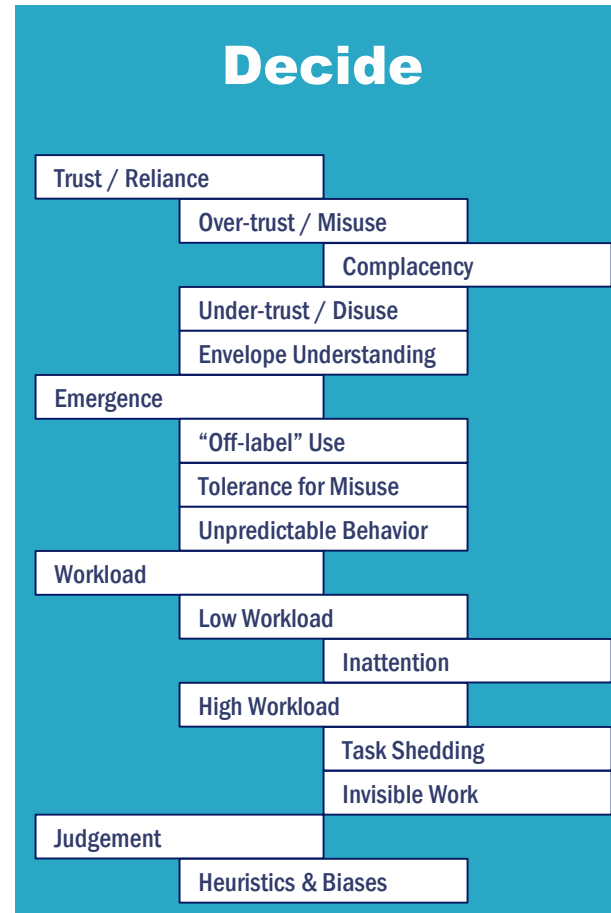 Decide
Trust / Reliance
Over-trust / Misuse
Complacency
Under-trust / Disuse
Envelope Understanding
Emergence
“Off-label” Use
Tolerance for Misuse
Unpredictable Behavior
Workload
Low Workload
Inattention
High Workload
Task Shedding
Invisible Work
Judgement
Heuristics & Biases